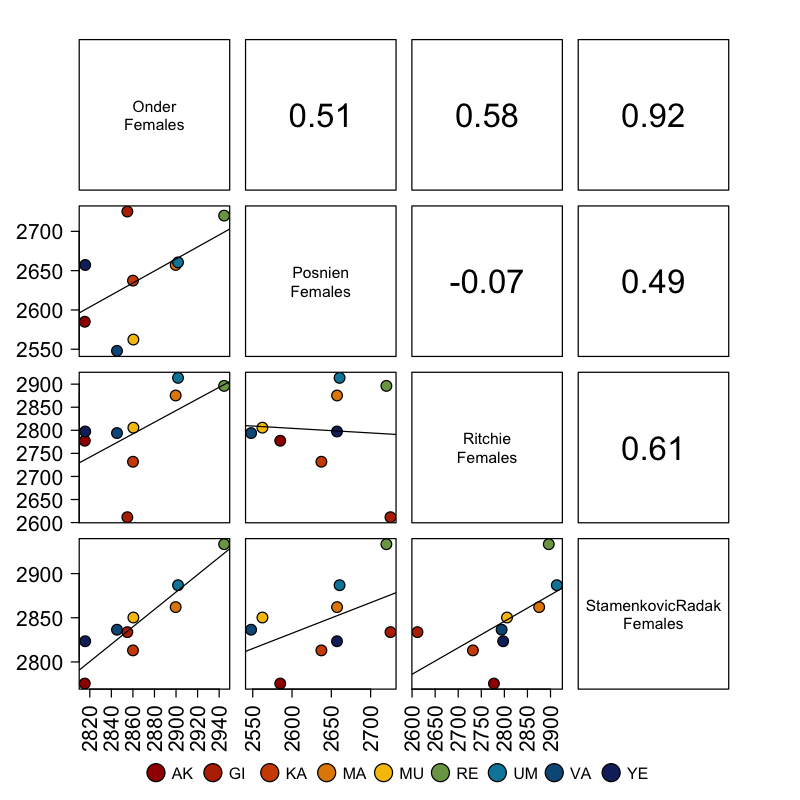 Onder
Females
0.51
0.58
0.92
2700
2650
2600
2550
Posnien
Females
-0.07
0.49
2900
2850
2800
2750
2700
2650
2600
Ritchie
Females
0.61
2900
2850
2800
StamenkovicRadak
Females
2820 2840 2860 2880 2900 2920 2940
2550 2600 2650 2700
2600 2650 2700 2750 2800 2850 2900
AK GI KA MA MU RE UM VA YE